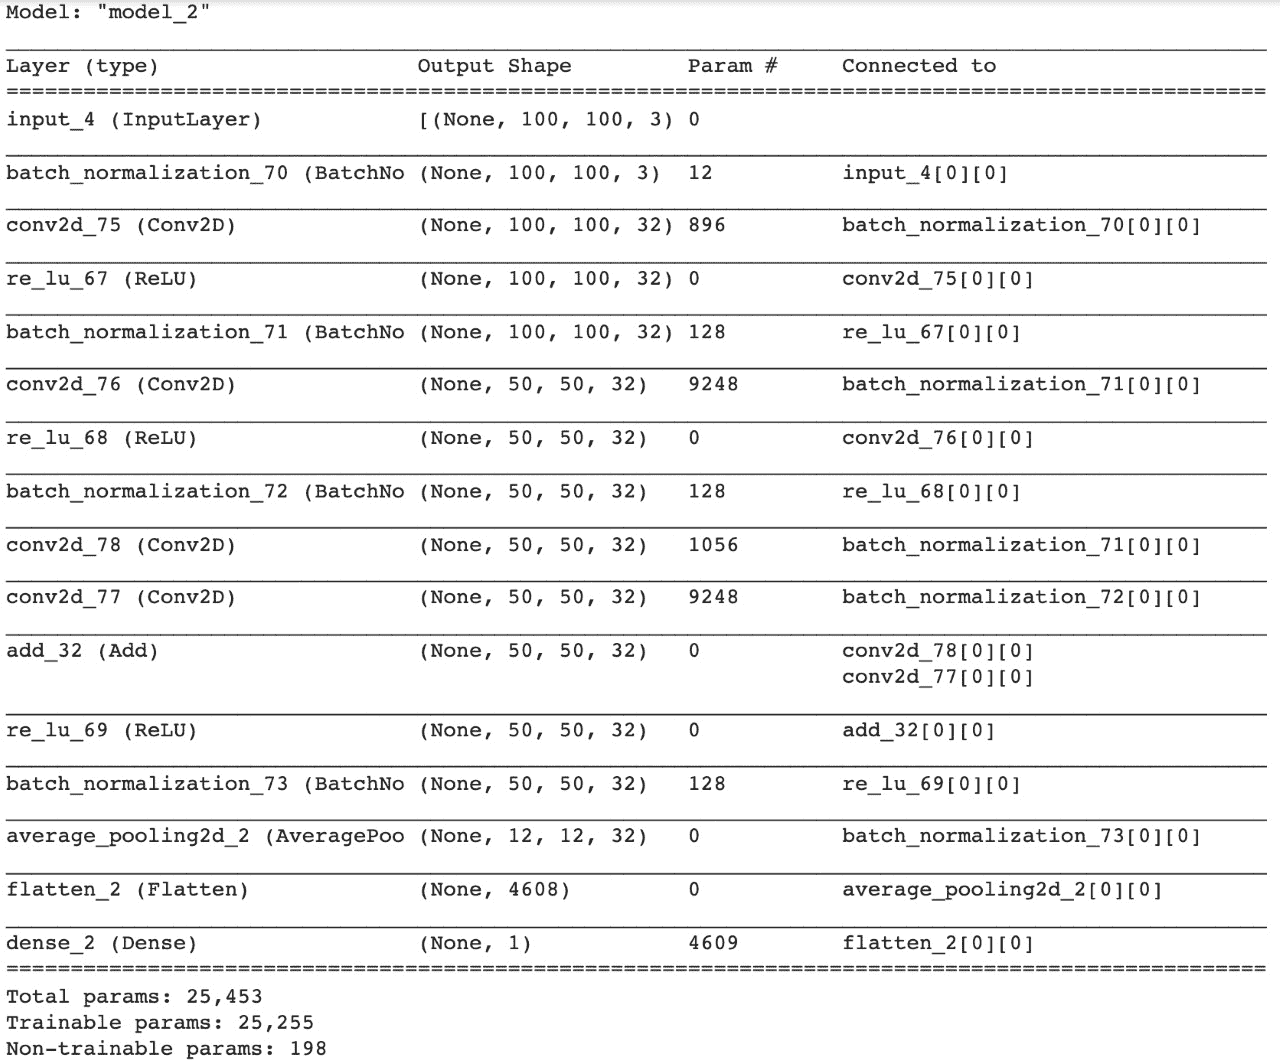 Model: "model_2"
Layer (type) Output Shape Param # Connected to
input_4 (InputLayer) [(None, 100, 100, 3) 0
batch_normalization_70 (BatchNo (None, 100, 100, 3) 12 input_4[0][0]
conv2d_75 (Conv2D) (None, 100, 100, 32) 896 batch_normalization_70[0][0]
re_lu_67 (ReLU) (None, 100, 100, 32) 0 conv2d_75[0][0]
batch_normalization_71 (BatchNo (None, 100, 100, 32) 128 re_lu_67[0][0]
conv2d_76 (Conv2D) (None, 50, 50, 32) 9248 batch_normalization_71[0][0]
re_lu_68 (ReLU) (None, 50, 50, 32) 0 conv2d_76[0][0]
batch_normalization_72 (BatchNo (None, 50, 50, 32) 128 re_lu_68[0][0]
conv2d_78 (Conv2D) (None, 50, 50, 32) 1056 batch_normalization_71[0][0]
conv2d_77 (Conv2D) (None, 50, 50, 32) 9248 batch_normalization_72[0][0]
add_32 (Add) (None, 50, 50, 32) 0 conv2d_78[0][0]
conv2d_77[0][0]
re_lu_69 (ReLU) (None, 50, 50, 32) 0 add_32[0][0]
batch_normalization_73 (BatchNo (None, 50, 50, 32) 128 re_lu_69[0][0]
average_pooling2d_2 (AveragePoo (None, 12, 12, 32) 0 batch_normalization_73[0][0]
flatten_2 (Flatten) (None, 4608) 0 average_pooling2d_2[0][0]
dense_2 (Dense) (None, 1) 4609 flatten_2[0][0]
Total params: 25,453
Trainable params: 25,255
Non-trainable params: 198